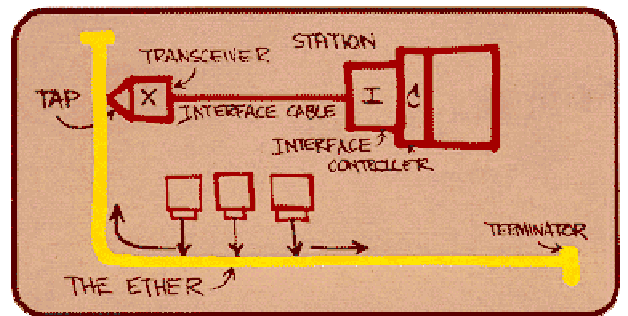 STATION
TRANSCEIVER
TAP
X
I
C
INTERFACE CABLE
INTERFACE
CONTROLLER
TERMINATOR
THE ETHER